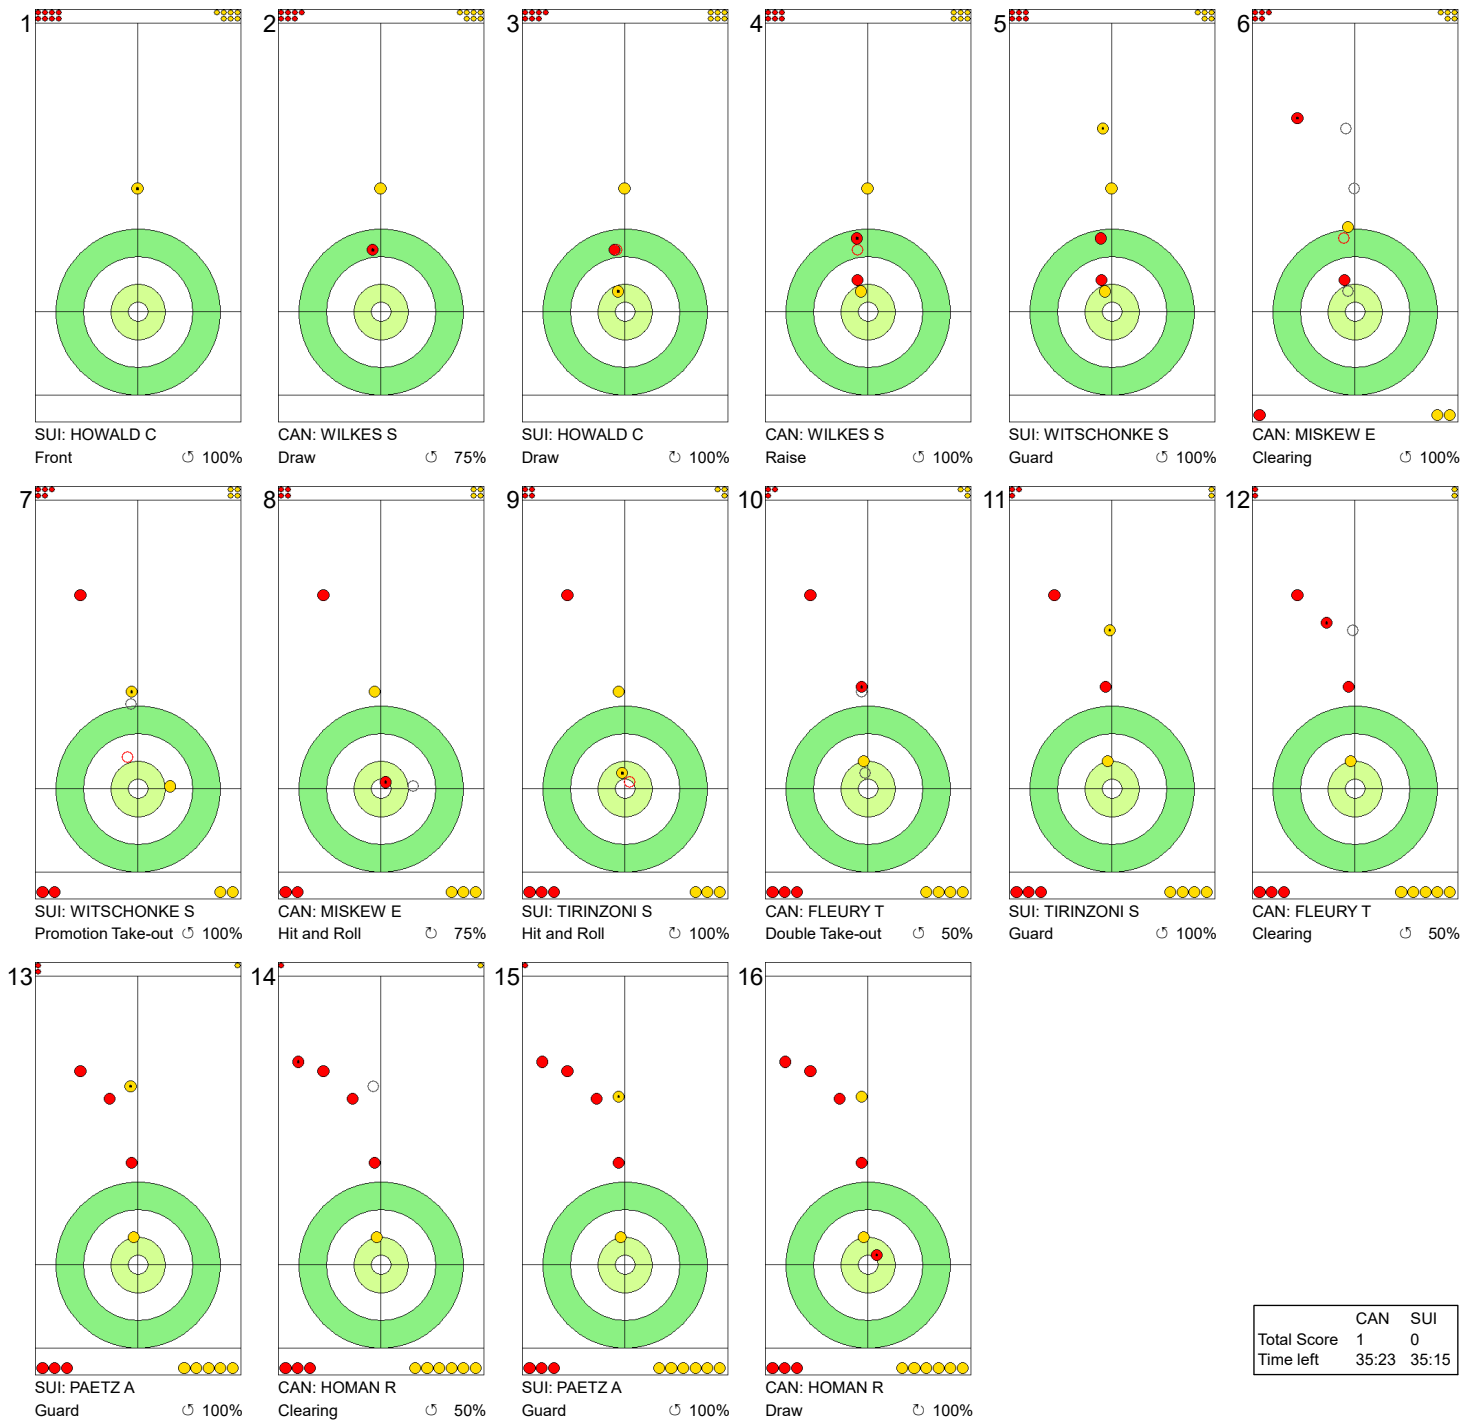 1
2
3
4
5
6
SUI: HOWALD C
Front 100%
CAN: WILKES S
Draw 75%
SUI: HOWALD C
Draw 100%
CAN: WILKES S
Raise 100%
SUI: WITSCHONKE S
Guard 100%
CAN: MISKEW E
Clearing 100%
7
8
9
10
11
12
SUI: WITSCHONKE S
Promotion Take-out 100%
CAN: MISKEW E
Hit and Roll 75%
SUI: TIRINZONI S
Hit and Roll 100%
CAN: FLEURY T
Double Take-out 50%
SUI: TIRINZONI S
Guard 100%
CAN: FLEURY T
Clearing 50%
13
14
15
16
SUI: PAETZ A
Guard 100%
CAN: HOMAN R
Clearing 50%
SUI: PAETZ A
Guard 100%
CAN: HOMAN R
Draw 100%
CAN SUI
Total Score 1 0
Time left 35:23 35:15